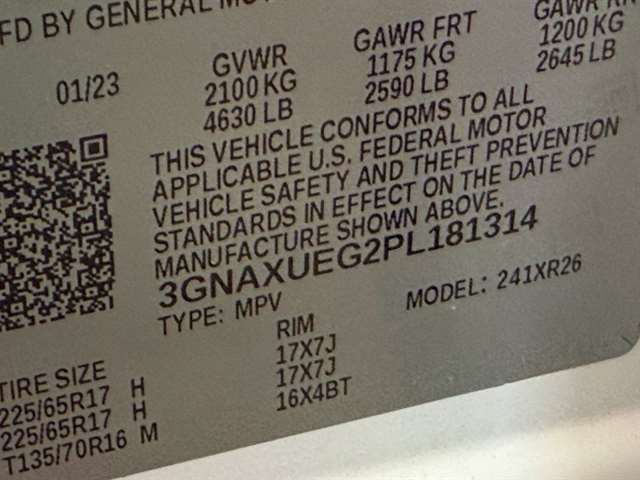 FD BY GENERAL
01/23 GVWR GAWR FRT GAWR
2100 KG 1175 KG 1200 KG
4630 LB 2590 LB 2645 LB
THIS VEHICLE CONFORMS TO ALL
APPLICABLE U.S. FEDERAL MOTOR
VEHICLE SAFETY AND THEFT PREVENTION
STANDARDS IN EFFECT ON THE DATE OF
MANUFACTURE SHOWN ABOVE.
3GNAXUEG2PL181314
TYPE: MPV MODEL: 241XR26
TIRE SIZE RIM
225/65R17 H 17X7J
225/65R17 H 17X7J
T135/70R16 M 16X4BT